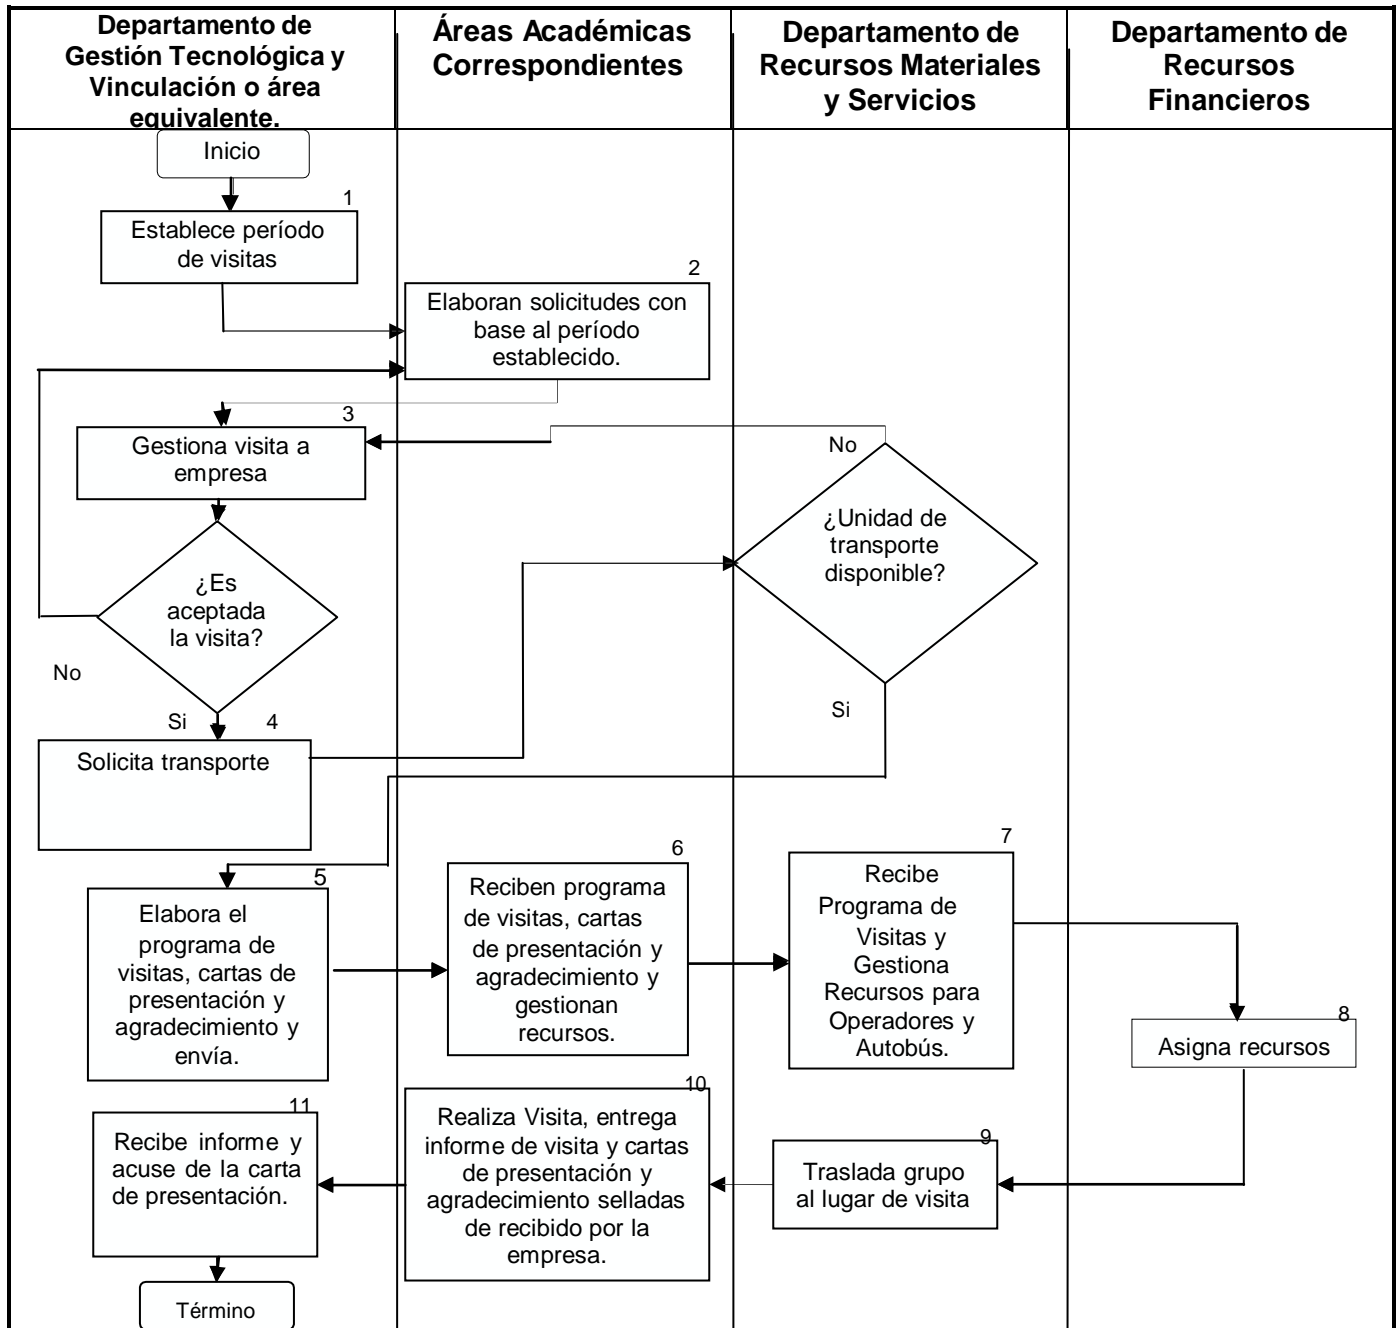 Departamento de
Gestión Tecnológica y
Vinculación o área
equivalente.
Áreas Académicas
Correspondientes
Departamento de
Recursos Materiales
y Servicios
Departamento de
Recursos
Financieros
Inicio
1
Establece período
de visitas
2
Elaboran solicitudes con
base al período
establecido.
3
Gestiona visita a
empresa
No
¿Unidad de
transporte
disponible?
¿Es
aceptada
la visita?
No
Si
Si
4
Solicita transporte
5
Elabora el
programa de
visitas, cartas de
presentación y
agradecimiento y
envía.
6
Reciben programa
de visitas, cartas
de presentación y
agradecimiento y
gestionan
recursos.
7
Recibe
Programa de
Visitas y
Gestiona
Recursos para
Operadores y
Autobús.
8
Asigna recursos
9
Traslada grupo
al lugar de visita
10
Realiza Visita, entrega
informe de visita y cartas
de presentación y
agradecimiento selladas
de recibido por la
empresa.
11
Recibe informe y
acuse de la carta
de presentación.
Término